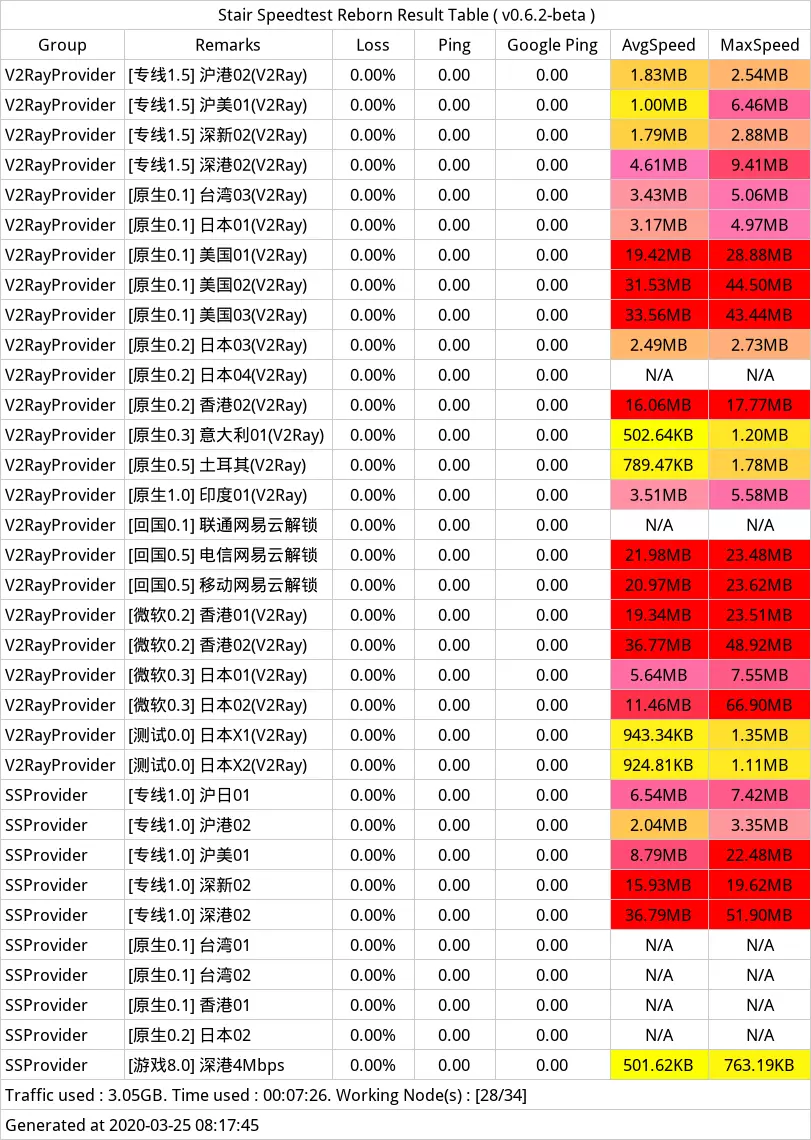 Stair Speedtest Reborn Result Table ( v0.6.2-beta )
Group Remarks Loss Ping Google Ping AvgSpeed MaxSpeed
V2RayProvider [专线1.5] 沪港02(V2Ray) 0.00% 0.00 0.00 1.83MB 2.54MB
V2RayProvider [专线1.5] 沪美01(V2Ray) 0.00% 0.00 0.00 1.00MB 6.46MB
V2RayProvider [专线1.5] 深新02(V2Ray) 0.00% 0.00 0.00 1.79MB 2.88MB
V2RayProvider [专线1.5] 深港02(V2Ray) 0.00% 0.00 0.00 4.61MB 9.41MB
V2RayProvider [原生0.1] 台湾03(V2Ray) 0.00% 0.00 0.00 3.43MB 5.06MB
V2RayProvider [原生0.1] 日本01(V2Ray) 0.00% 0.00 0.00 3.17MB 4.97MB
V2RayProvider [原生0.1] 美国01(V2Ray) 0.00% 0.00 0.00 19.42MB 28.88MB
V2RayProvider [原生0.1] 美国02(V2Ray) 0.00% 0.00 0.00 31.53MB 44.50MB
V2RayProvider [原生0.1] 美国03(V2Ray) 0.00% 0.00 0.00 33.56MB 43.44MB
V2RayProvider [原生0.2] 日本03(V2Ray) 0.00% 0.00 0.00 2.49MB 2.73MB
V2RayProvider [原生0.2] 日本04(V2Ray) 0.00% 0.00 0.00 N/A N/A
V2RayProvider [原生0.2] 香港02(V2Ray) 0.00% 0.00 0.00 16.06MB 17.77MB
V2RayProvider [原生0.3] 意大利01(V2Ray) 0.00% 0.00 0.00 502.64KB 1.20MB
V2RayProvider [原生0.5] 土耳其(V2Ray) 0.00% 0.00 0.00 789.47KB 1.78MB
V2RayProvider [原生1.0] 印度01(V2Ray) 0.00% 0.00 0.00 3.51MB 5.58MB
V2RayProvider [回国0.1] 联通网易云解锁 0.00% 0.00 0.00 N/A N/A
V2RayProvider [回国0.5] 电信网易云解锁 0.00% 0.00 0.00 21.98MB 23.48MB
V2RayProvider [回国0.5] 移动网易云解锁 0.00% 0.00 0.00 20.97MB 23.62MB
V2RayProvider [微软0.2] 香港01(V2Ray) 0.00% 0.00 0.00 19.34MB 23.51MB
V2RayProvider [微软0.2] 香港02(V2Ray) 0.00% 0.00 0.00 36.77MB 48.92MB
V2RayProvider [微软0.3] 日本01(V2Ray) 0.00% 0.00 0.00 5.64MB 7.55MB
V2RayProvider [微软0.3] 日本02(V2Ray) 0.00% 0.00 0.00 11.46MB 66.90MB
V2RayProvider [测试0.0] 日本X1(V2Ray) 0.00% 0.00 0.00 943.34KB 1.35MB
V2RayProvider [测试0.0] 日本X2(V2Ray) 0.00% 0.00 0.00 924.81KB 1.11MB
SSProvider [专线1.0] 沪日01 0.00% 0.00 0.00 6.54MB 7.42MB
SSProvider [专线1.0] 沪港02 0.00% 0.00 0.00 2.04MB 3.35MB
SSProvider [专线1.0] 沪美01 0.00% 0.00 0.00 8.79MB 22.48MB
SSProvider [专线1.0] 深新02 0.00% 0.00 0.00 15.93MB 19.62MB
SSProvider [专线1.0] 深港02 0.00% 0.00 0.00 36.79MB 51.90MB
SSProvider [原生0.1] 台湾01 0.00% 0.00 0.00 N/A N/A
SSProvider [原生0.1] 台湾02 0.00% 0.00 0.00 N/A N/A
SSProvider [原生0.1] 香港01 0.00% 0.00 0.00 N/A N/A
SSProvider [原生0.2] 日本02 0.00% 0.00 0.00 N/A N/A
SSProvider [游戏8.0] 深港4Mbps 0.00% 0.00 0.00 501.62KB 763.19KB
Traffic used : 3.05GB. Time used : 00:07:26. Working Node(s) : [28/34]
Generated at 2020-03-25 08:17:45